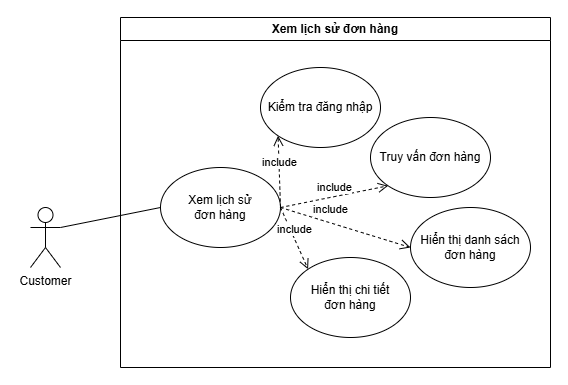 Xem lịch sử đơn hàng
Kiểm tra đăng nhập
include
Truy vấn đơn hàng
include
Xem lịch sử
đơn hàng
include
Hiển thị danh sách
đơn hàng
include
Hiển thị chi tiết
đơn hàng
Customer